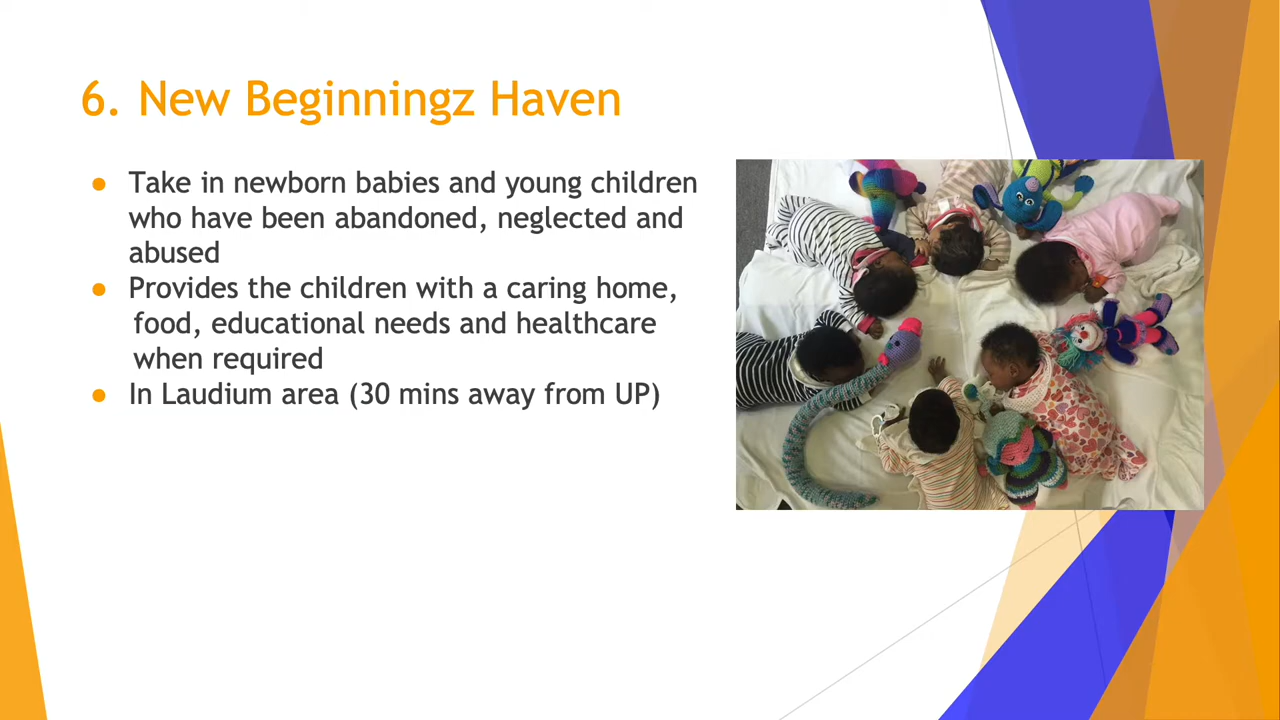 6. New Beginningz Haven
● Take in newborn babies and young children
who have been abandoned, neglected and
abused
● Provides the children with a caring home,
food, educational needs and healthcare
when required
● In Laudium area (30 mins away from UP)